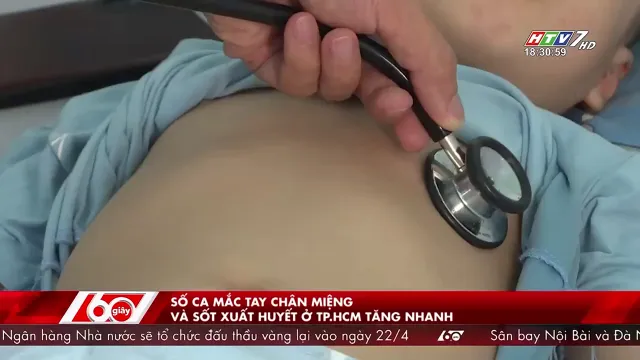 HTV7 HD
18:30:59
60 giây
SỐ CA MẮC TAY CHÂN MIỆNG
VÀ SỐT XUẤT HUYẾT Ở TP.HCM TĂNG NHANH
Ngân hàng Nhà nước sẽ tổ chức đấu thầu vàng lại vào ngày 22/4 60 Sân bay Nội Bài và Đà